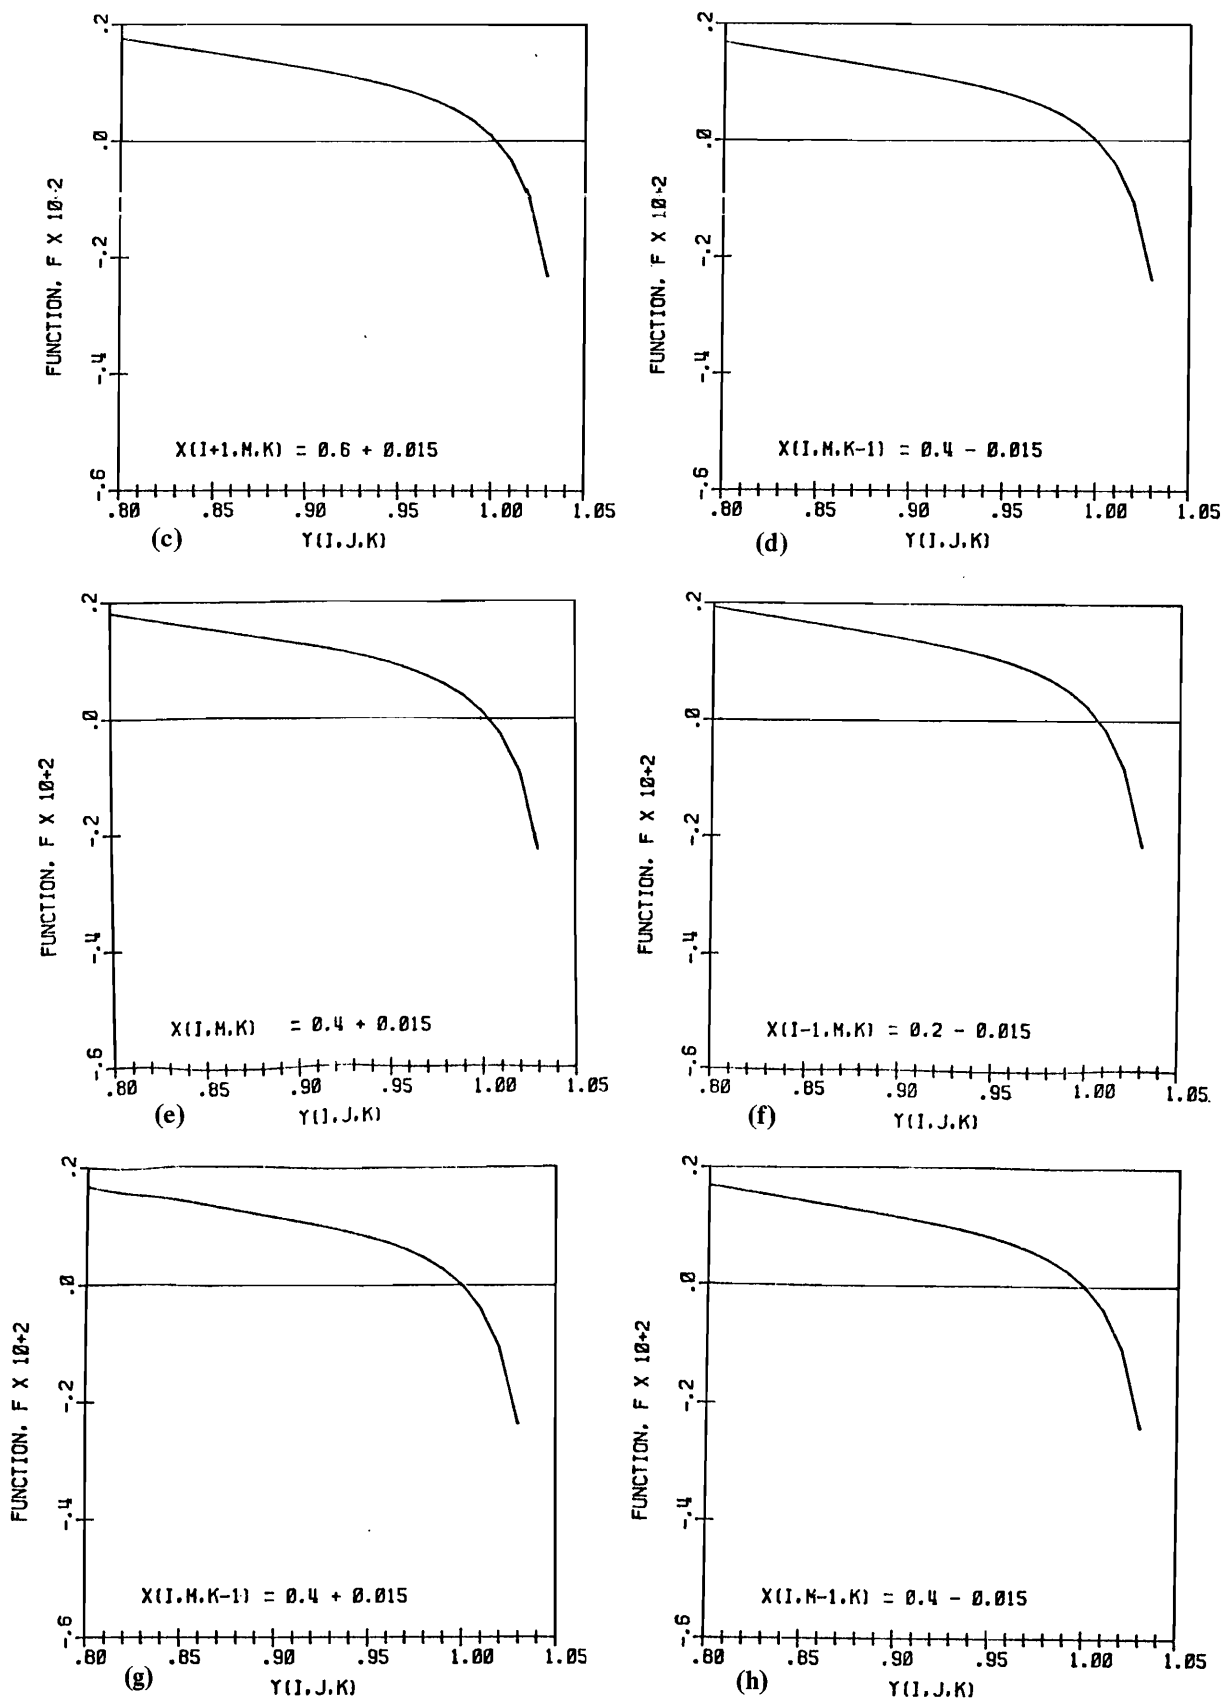 .2
.0
-.2
-.4
-.6
FUNCTION, F X 10+2
X(I+1,M,K) = 0.6 + 0.015
.80 .85 .90 .95 1.00 1.05
(c)
Y(I,J,K)
.2
.0
-.2
-.4
-.6
FUNCTION, F X 10+2
X(I,M,K-1) = 0.4 - 0.015
.80 .85 .90 .95 1.00 1.05
(d)
Y(I,J,K)
.2
.0
-.2
-.4
-.6
FUNCTION, F X 10+2
X(I,M,K) = 0.4 + 0.015
.80 .85 .90 .95 1.00 1.05
(e)
Y(I,J,K)
.2
.0
-.2
-.4
-.6
FUNCTION, F X 10+2
X(I-1,M,K) = 0.2 - 0.015
.80 .85 .90 .95 1.00 1.05
(f)
Y(I,J,K)
.2
.0
-.2
-.4
-.6
FUNCTION, F X 10+2
X(I,M,K-1) = 0.4 + 0.015
.80 .85 .90 .95 1.00 1.05
(g)
Y(I,J,K)
.2
.0
-.2
-.4
-.6
FUNCTION, F X 10+2
X(I,M-1,K) = 0.4 - 0.015
.80 .85 .90 .95 1.00 1.05
(h)
Y(I,J,K)